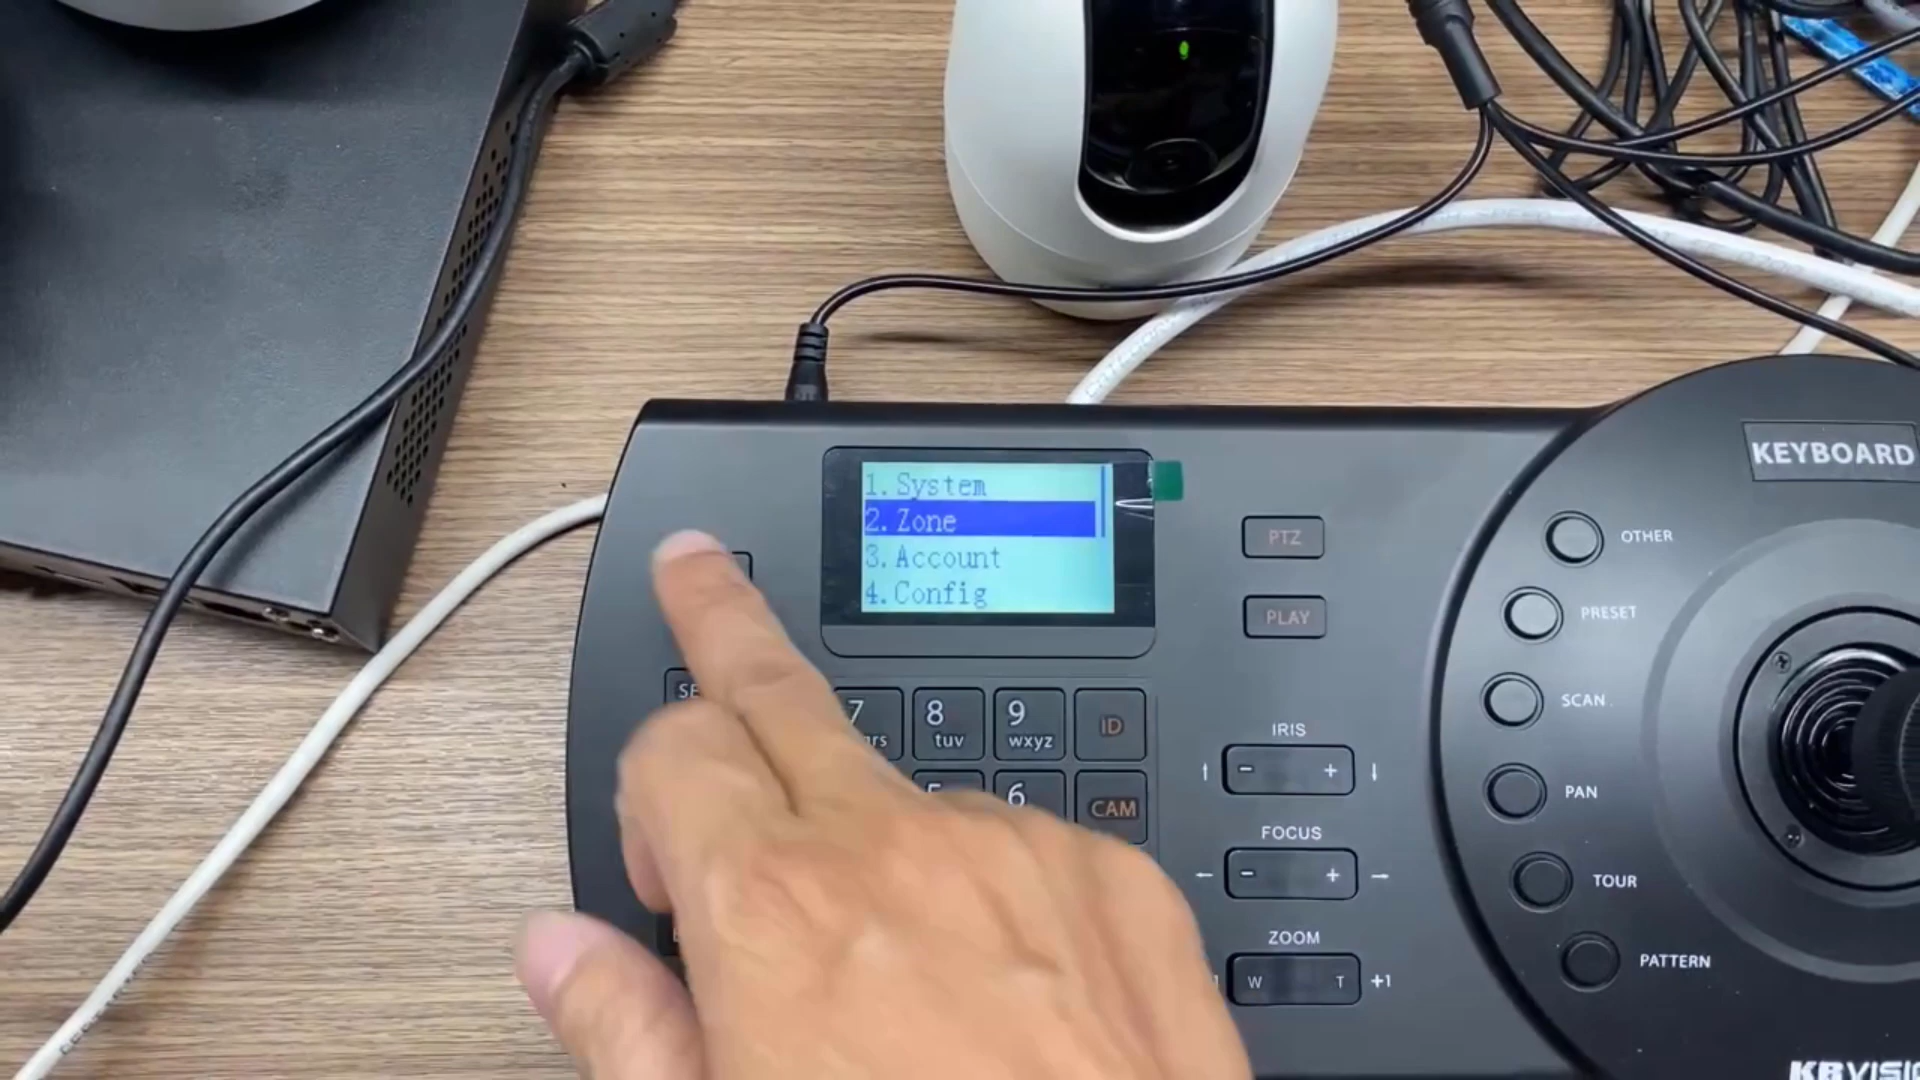 1.System
2.Zone
3.Account
4.Config
KEYBOARD
PTZ
OTHER
PLAY
PRESET
SCAN
8
tuv
9
wxyz
ID
7
IRIS
- +
PAN
6
CAM
FOCUS
- +
TOUR
ZOOM
W T
+1
PATTERN